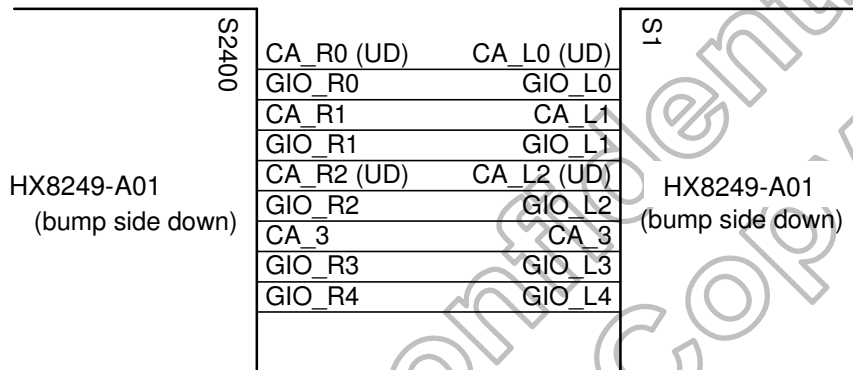 S2400
S1
CA_R0 (UD) CA_L0 (UD)
GIO_R0 GIO_L0
CA_R1 CA_L1
GIO_R1 GIO_L1
CA_R2 (UD) CA_L2 (UD)
GIO_R2 GIO_L2
CA_3 CA_3
GIO_R3 GIO_L3
GIO_R4 GIO_L4
HX8249-A01
(bump side down)
HX8249-A01
(bump side down)